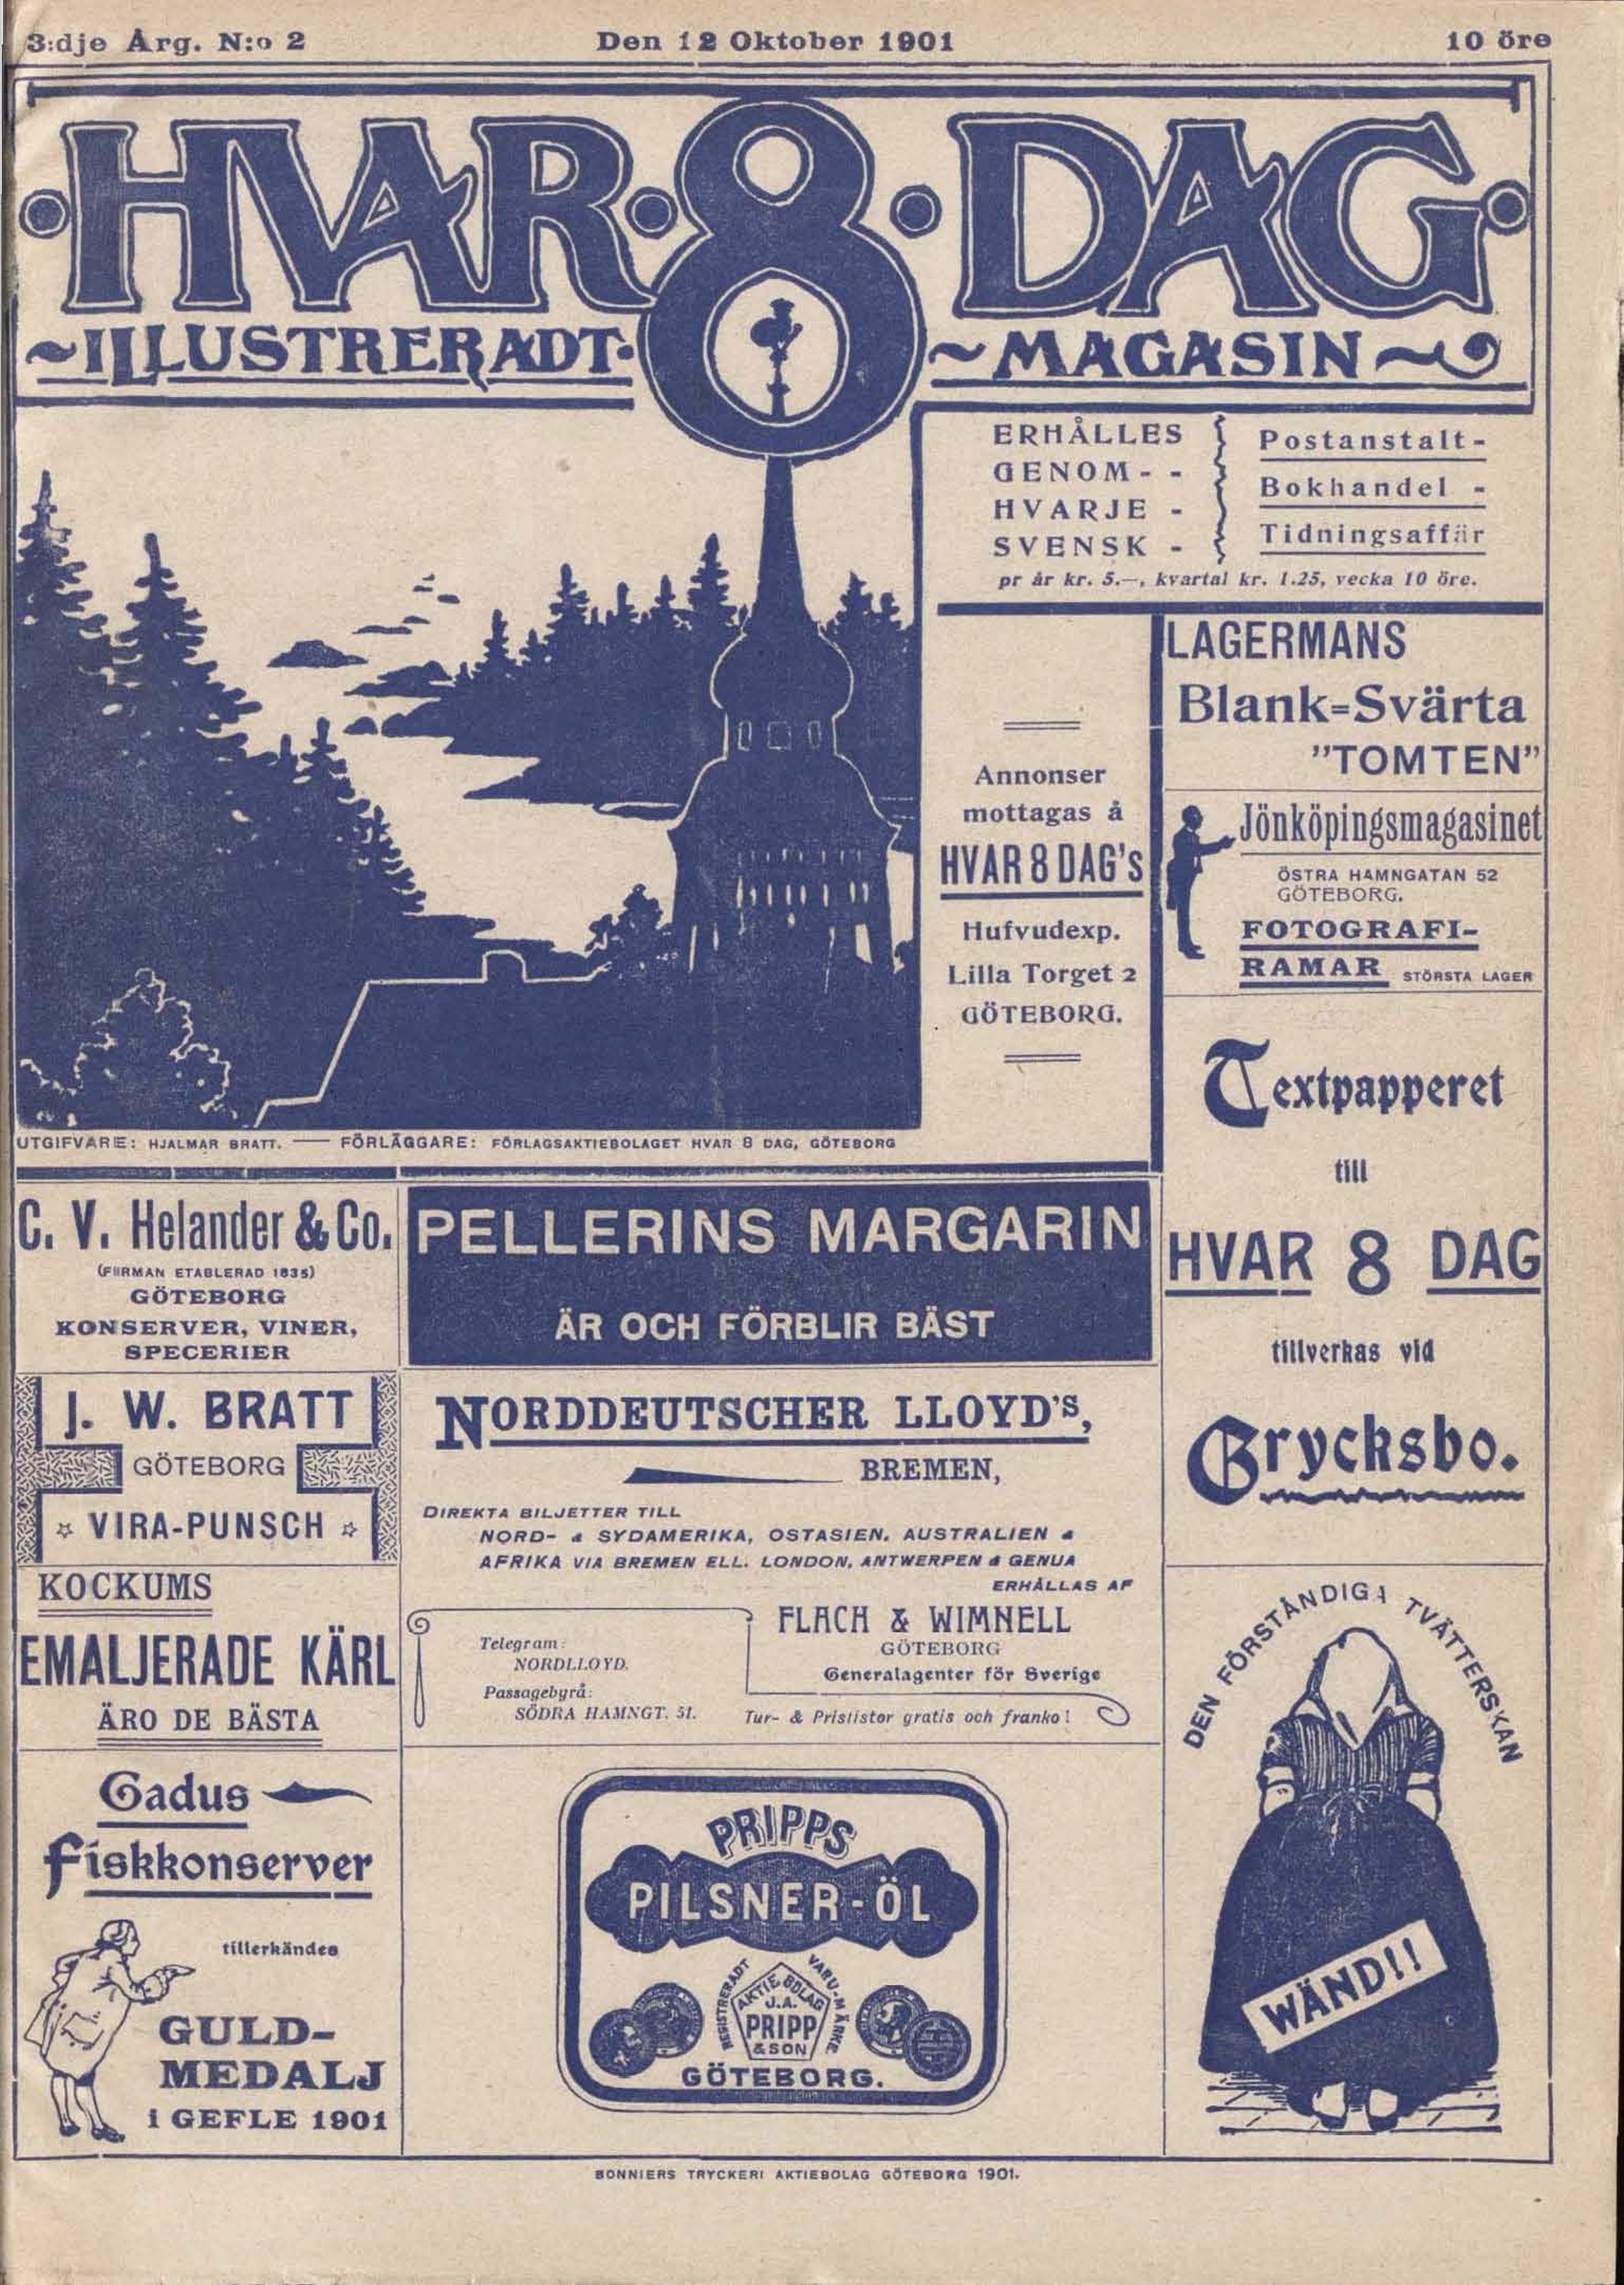 3:dje Årg. N:o 2
Den 12 Oktober 1901
10 öre
HVAR 8 DAG
ILLUSTRERADT
MAGASIN
ERHÅLLES
GENOM - -
HVARJE -
SVENSK -
Postanstalt -
Bokhandel -
Tidningsaffär
pr år kr. 5.—, kvartal kr. 1.25, vecka 10 öre.
Annonser
mottagas å
HVAR 8 DAG's
Hufvudexp.
Lilla Torget 2
GÖTEBORG.
LAGERMANS
Blank=Svärta
"TOMTEN"
Jönköpingsmagasinet
ÖSTRA HAMNGATAN 52
GÖTEBORG.
FOTOGRAFI-
RAMAR STÖRSTA LAGER
Textpapperet
till
HVAR 8 DAG
tillverkas vid
Grycksbo.
UTGIFVARE: HJALMAR BRATT. — FÖRLÄGGARE: FÖRLAGSAKTIEBOLAGET HVAR 8 DAG, GÖTEBORG
C. V. Helander & Co.
(FIRMAN ETABLERAD 1835)
GÖTEBORG
KONSERVER, VINER,
SPECERIER
PELLERINS MARGARIN
ÄR OCH FÖRBLIR BÄST
J. W. BRATT
GÖTEBORG
VIRA-PUNSCH
NORDDEUTSCHER LLOYD'S,
BREMEN,
DIREKTA BILJETTER TILL
NORD- & SYDAMERIKA, OSTASIEN, AUSTRALIEN &
AFRIKA VIA BREMEN ELL. LONDON, ANTWERPEN & GENUA
ERHÅLLAS AF
FLACH & WIMNELL
GÖTEBORG
Generalagenter för Sverige
Telegram:
NORDLLOYD.
Passagebyrå:
SÖDRA HAMNGT. 51.
Tur- & Prislistor gratis och franko!
KOCKUMS
EMALJERADE KÄRL
ÄRO DE BÄSTA
Gadus
Fiskkonserver
tillerkändes
GULD-
MEDALJ
i GEFLE 1901
PRIPPS
PILSNER-ÖL
REGISTRERADT VARU-MÄRKE
AKTIEBOLAG
J.A.
PRIPP
& SON
GÖTEBORG.
DEN FÖRSTÅNDIGA TVÄTTERSKAN
WÄND!!
BONNIERS TRYCKERI AKTIEBOLAG GÖTEBORG 1901.